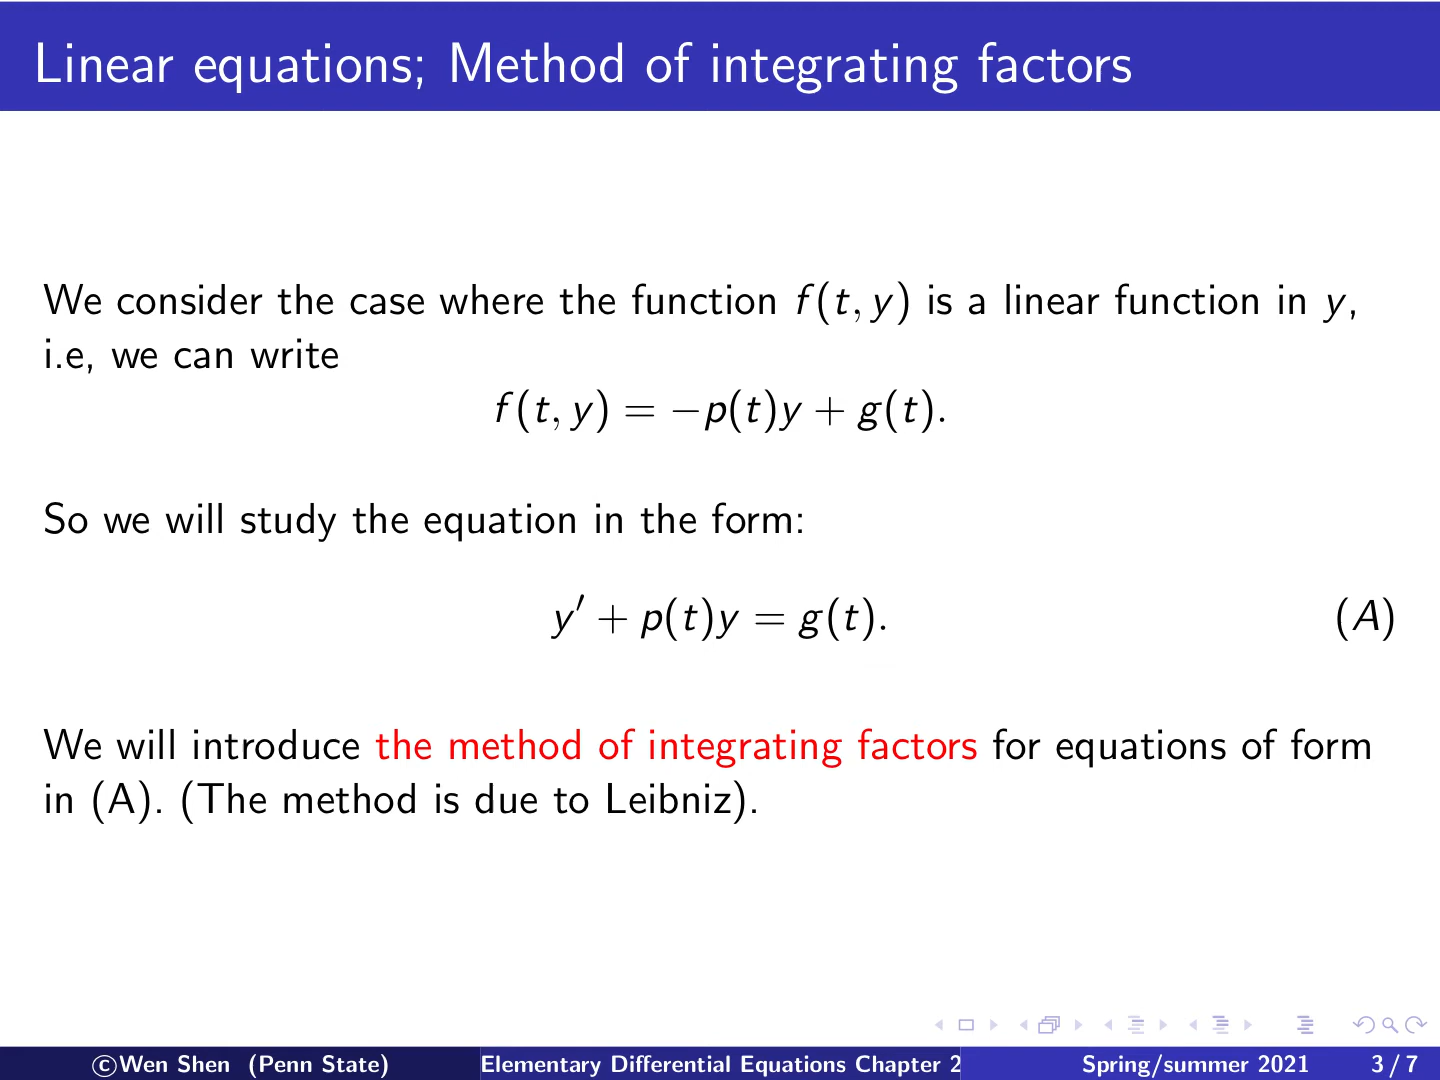 Linear equations; Method of integrating factors
We consider the case where the function f(t, y) is a linear function in y,
i.e, we can write
f(t, y) = −p(t)y + g(t).
So we will study the equation in the form:
y′ + p(t)y = g(t). (A)
We will introduce the method of integrating factors for equations of form
in (A). (The method is due to Leibniz).
©Wen Shen (Penn State) Elementary Differential Equations Chapter 2 Spring/summer 2021 3 / 7